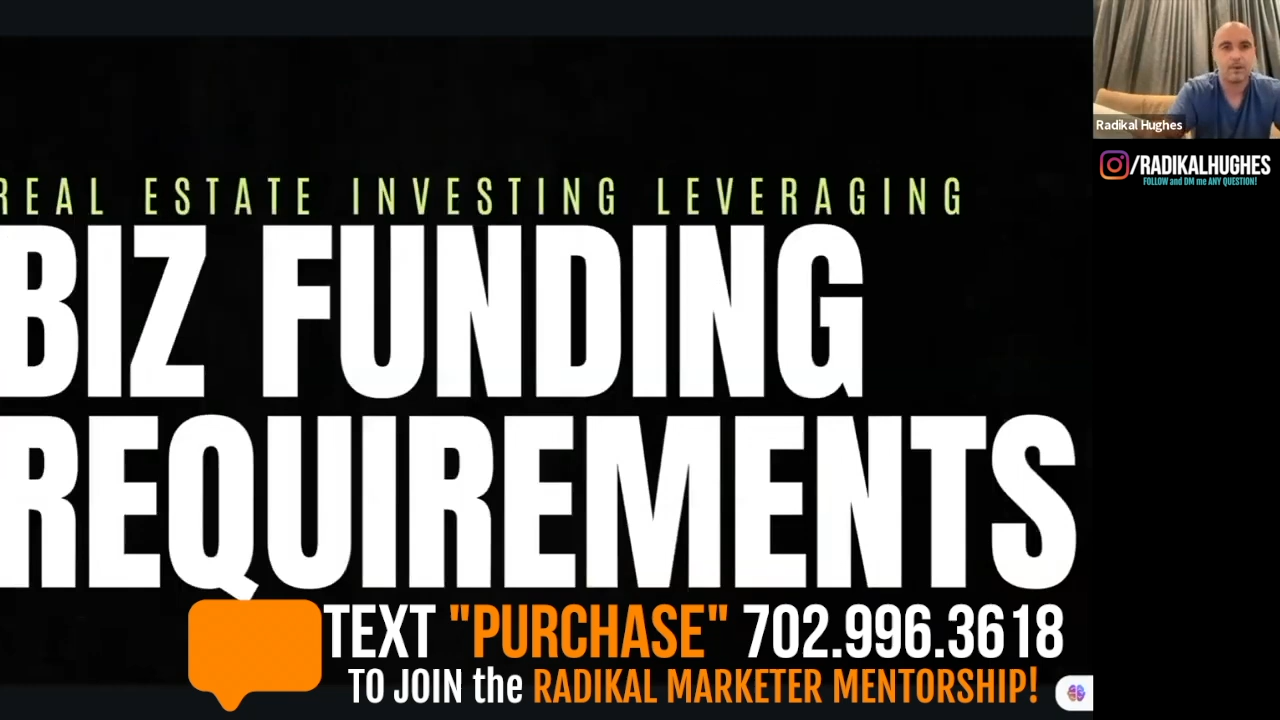 REAL ESTATE INVESTING LEVERAGING
BIZ FUNDING
REQUIREMENTS
TEXT "PURCHASE" 702.996.3618
TO JOIN the RADIKAL MARKETER MENTORSHIP!
Radikal Hughes
/RADIKALHUGHES
FOLLOW and DM me ANY QUESTION!